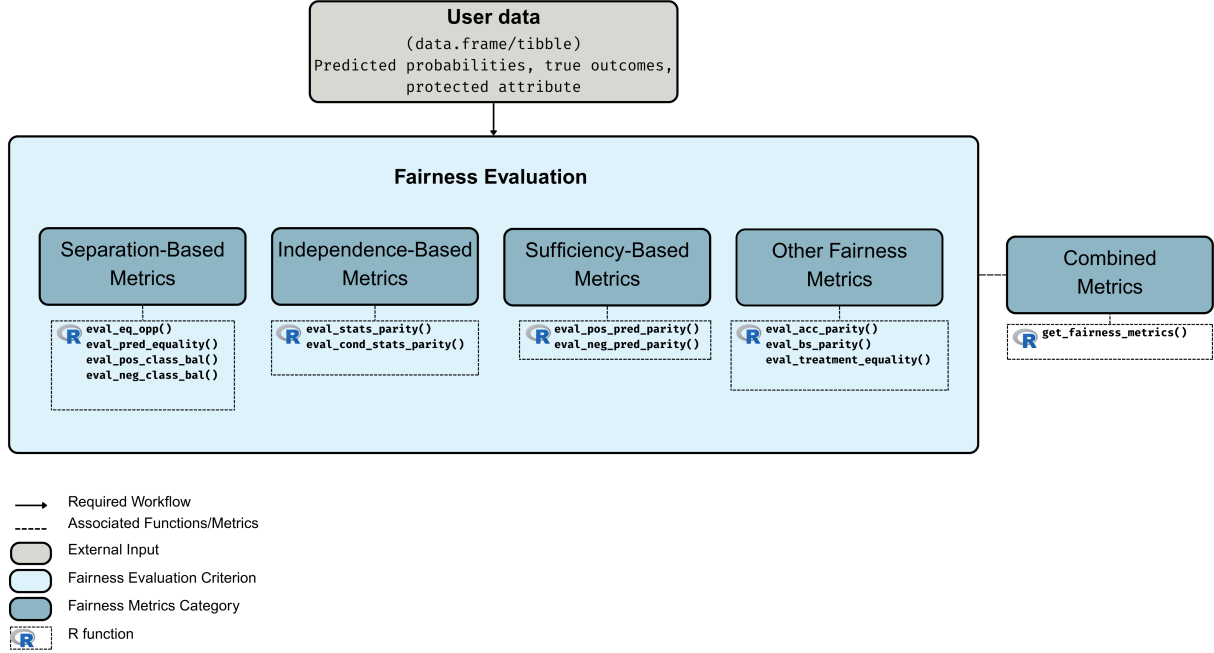 User data
(data.frame/tibble)
Predicted probabilities, true outcomes,
protected attribute
Fairness Evaluation
Separation-Based
Metrics
R
eval_eq_opp()
eval_pred_equality()
eval_pos_class_bal()
eval_neg_class_bal()
Independence-Based
Metrics
R
eval_stats_parity()
eval_cond_stats_parity()
Sufficiency-Based
Metrics
R
eval_pos_pred_parity()
eval_neg_pred_parity()
Other Fairness
Metrics
R
eval_acc_parity()
eval_bs_parity()
eval_treatment_equality()
Combined
Metrics
R
get_fairness_metrics()
Required Workflow
Associated Functions/Metrics
External Input
Fairness Evaluation Criterion
Fairness Metrics Category
R
R function